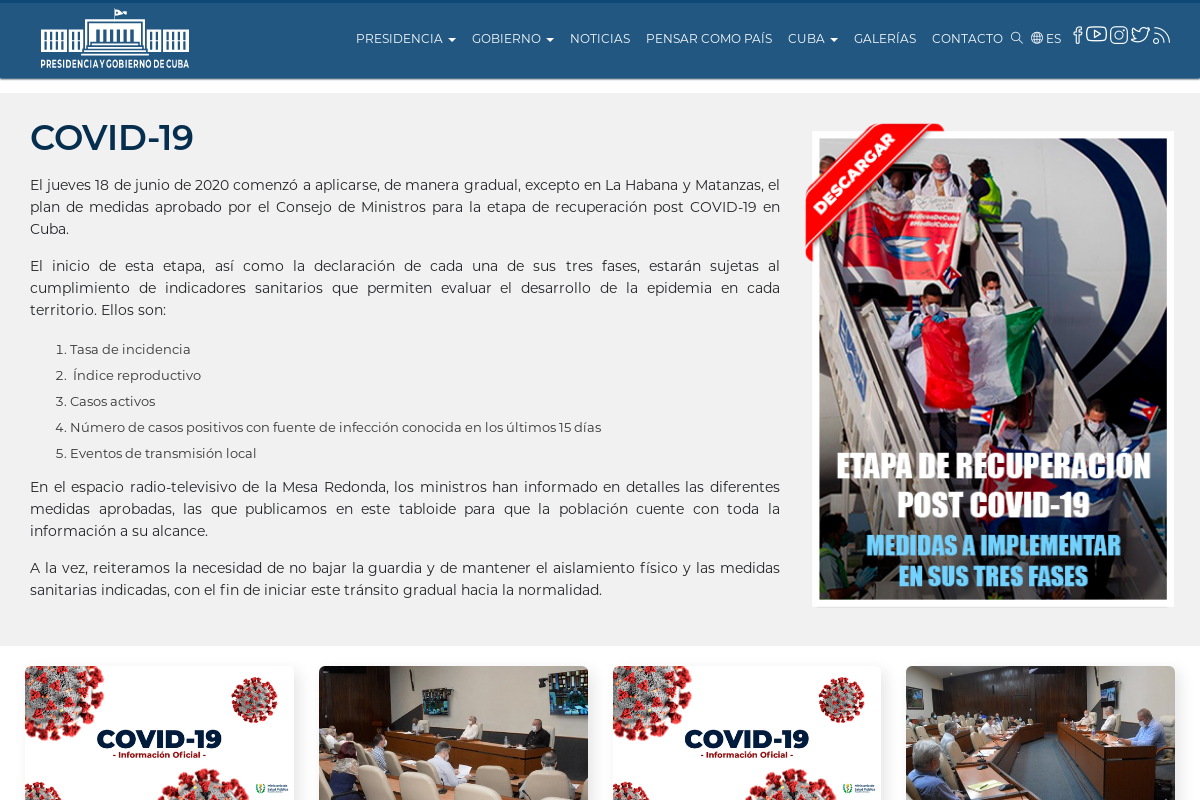 PRESIDENCIA Y GOBIERNO DE CUBA
PRESIDENCIA GOBIERNO NOTICIAS PENSAR COMO PAÍS CUBA GALERÍAS CONTACTO ES
COVID-19
El jueves 18 de junio de 2020 comenzó a aplicarse, de manera gradual, excepto en La Habana y Matanzas, el
plan de medidas aprobado por el Consejo de Ministros para la etapa de recuperación post COVID-19 en
Cuba.
El inicio de esta etapa, así como la declaración de cada una de sus tres fases, estarán sujetas al
cumplimiento de indicadores sanitarios que permiten evaluar el desarrollo de la epidemia en cada
territorio. Ellos son:
1. Tasa de incidencia
2. Índice reproductivo
3. Casos activos
4. Número de casos positivos con fuente de infección conocida en los últimos 15 días
5. Eventos de transmisión local
En el espacio radio-televisivo de la Mesa Redonda, los ministros han informado en detalles las diferentes
medidas aprobadas, las que publicamos en este tabloide para que la población cuente con toda la
información a su alcance.
A la vez, reiteramos la necesidad de no bajar la guardia y de mantener el aislamiento físico y las medidas
sanitarias indicadas, con el fin de iniciar este tránsito gradual hacia la normalidad.
DESCARGAR
ETAPA DE RECUPERACIÓN
POST COVID-19
MEDIDAS A IMPLEMENTAR
EN SUS TRES FASES
COVID-19
- Información Oficial -
COVID-19
- Información Oficial -